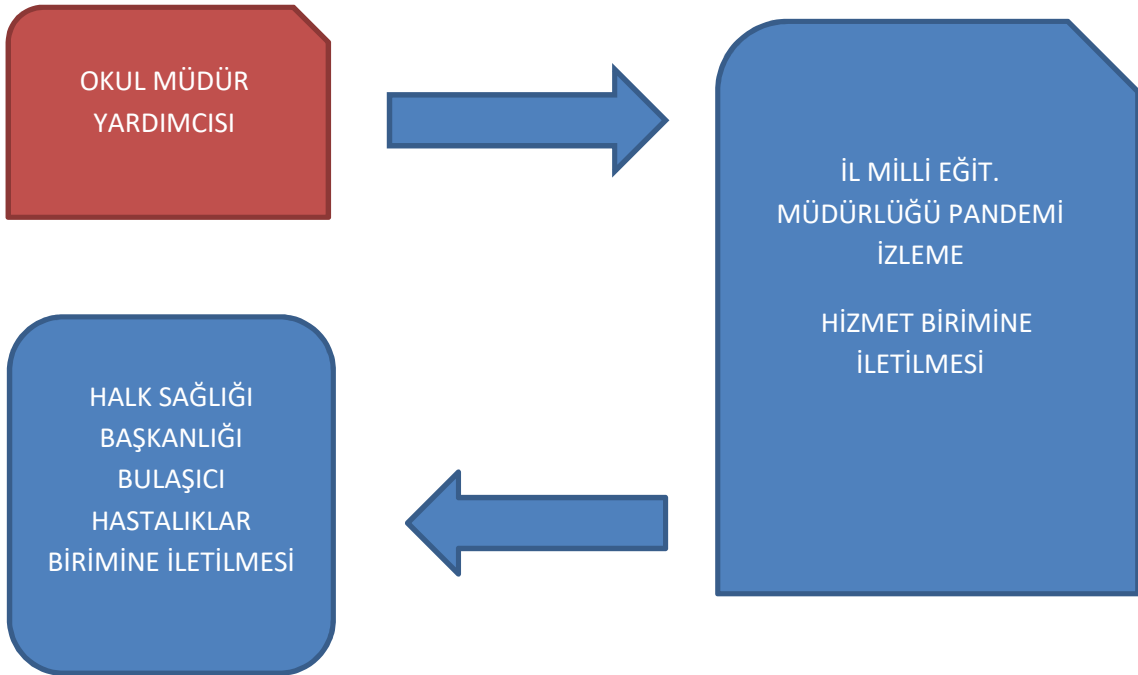 OKUL MÜDÜR
YARDIMCISI
İL MİLLİ EĞİT.
MÜDÜRLÜĞÜ PANDEMİ
İZLEME
HİZMET BİRİMİNE
İLETİLMESİ
HALK SAĞLIĞI
BAŞKANLIĞI
BULAŞICI
HASTALIKLAR
BİRİMİNE İLETİLMESİ